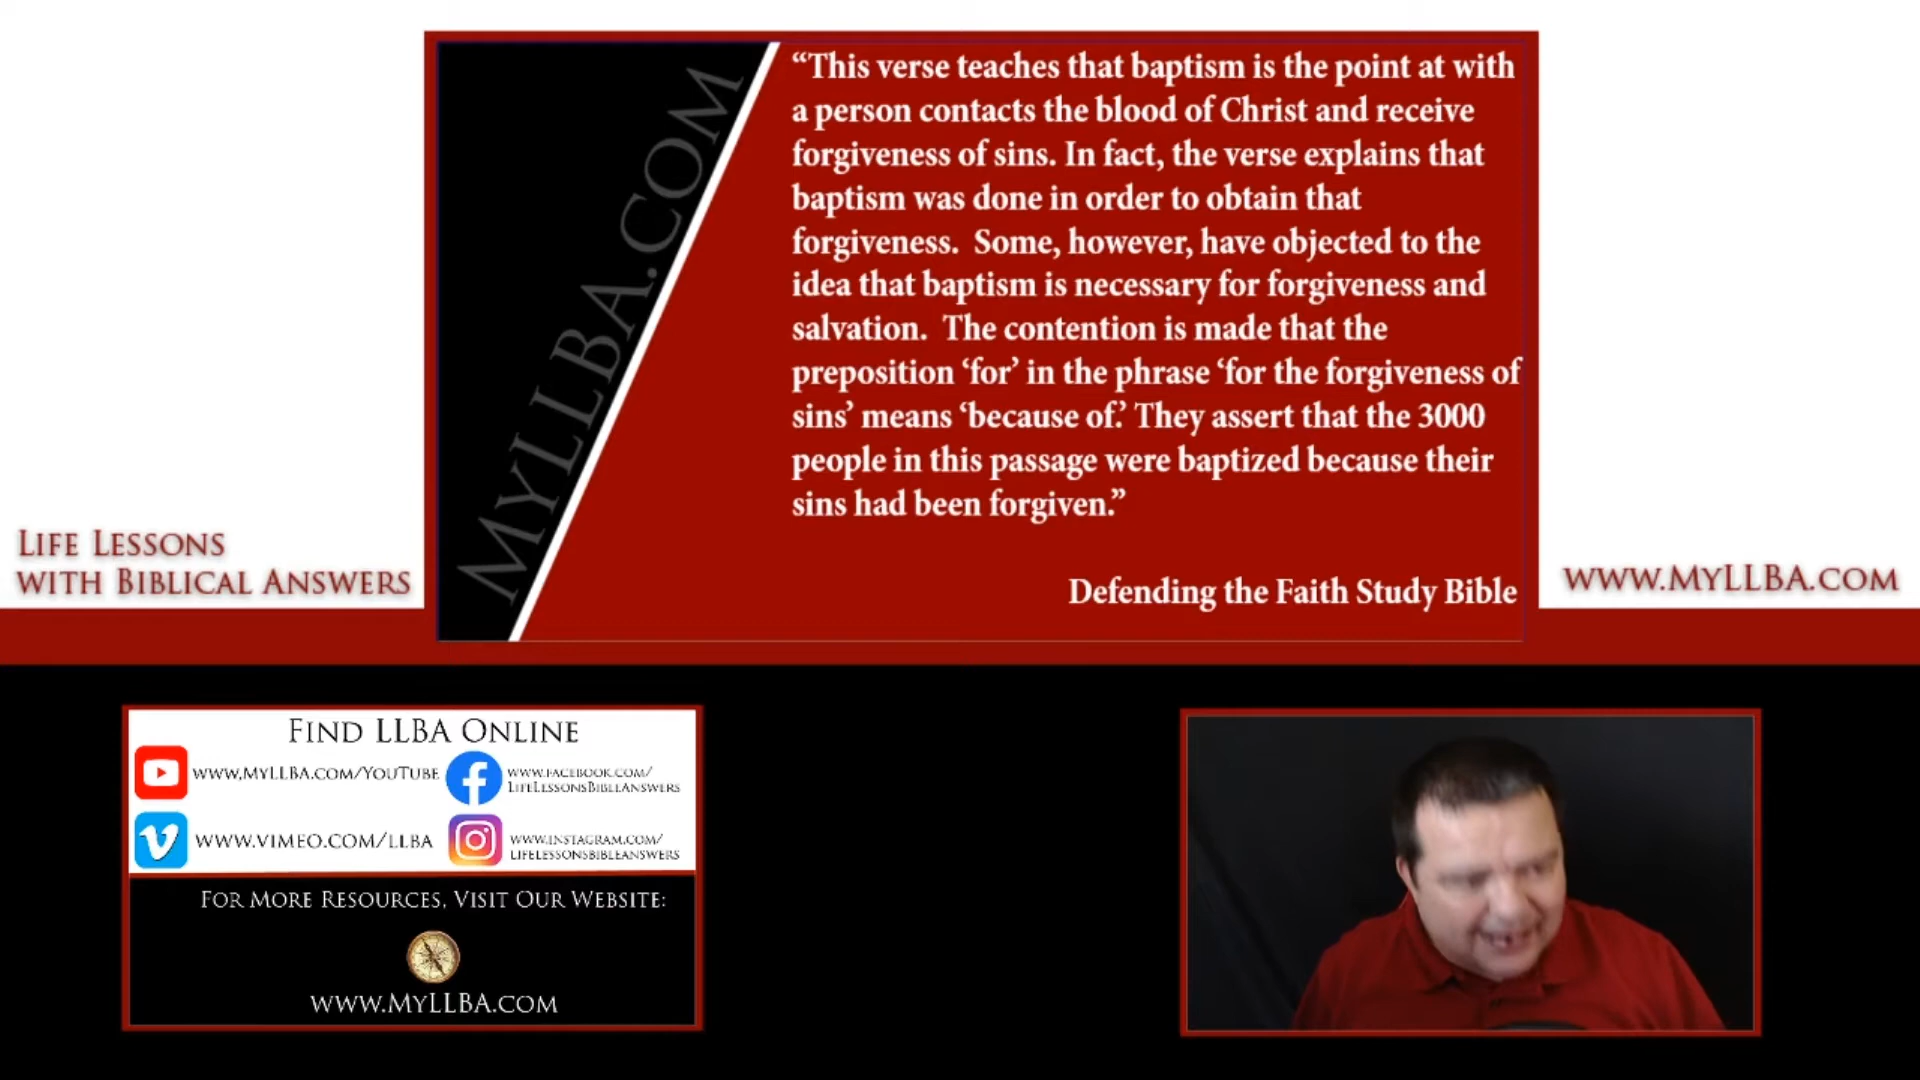 “This verse teaches that baptism is the point at with
a person contacts the blood of Christ and receive
forgiveness of sins. In fact, the verse explains that
baptism was done in order to obtain that
forgiveness.  Some, however, have objected to the
idea that baptism is necessary for forgiveness and
salvation.  The contention is made that the
preposition ‘for’ in the phrase ‘for the forgiveness of
sins’ means ‘because of.’ They assert that the 3000
people in this passage were baptized because their
sins had been forgiven.”
Defending the Faith Study Bible
MYLLBA.COM
LIFE LESSONS
WITH BIBLICAL ANSWERS
WWW.MYLLBA.COM
FIND LLBA ONLINE
WWW.MYLLBA.COM/YOUTUBE
WWW.FACEBOOK.COM/
LIFELESSONSBIBLEANSWERS
WWW.VIMEO.COM/LLBA
WWW.INSTAGRAM.COM/
LIFELESSONSBIBLEANSWERS
FOR MORE RESOURCES, VISIT OUR WEBSITE:
WWW.MYLLBA.COM